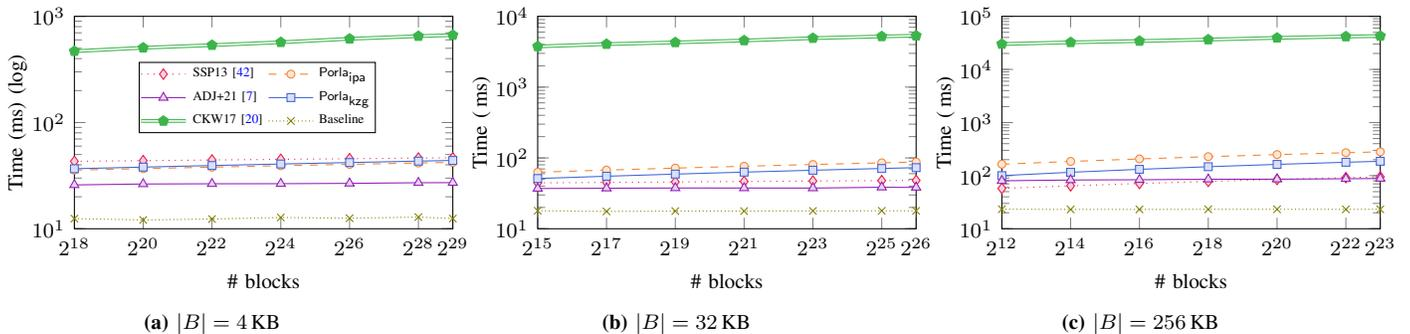 Time (ms) (log)
10^3
10^2
10^1
SSP13 [42]
Porla_ipa
ADJ+21 [7]
Porla_kzg
CKW17 [20]
Baseline
2^18 2^20 2^22 2^24 2^26 2^28 2^29
# blocks
(a) |B| = 4 KB
Time ( ms)
10^4
10^3
10^2
10^1
2^15 2^17 2^19 2^21 2^23 2^25 2^26
# blocks
(b) |B| = 32 KB
Time ( ms)
10^5
10^4
10^3
10^2
10^1
2^12 2^14 2^16 2^18 2^20 2^22 2^23
# blocks
(c) |B| = 256 KB